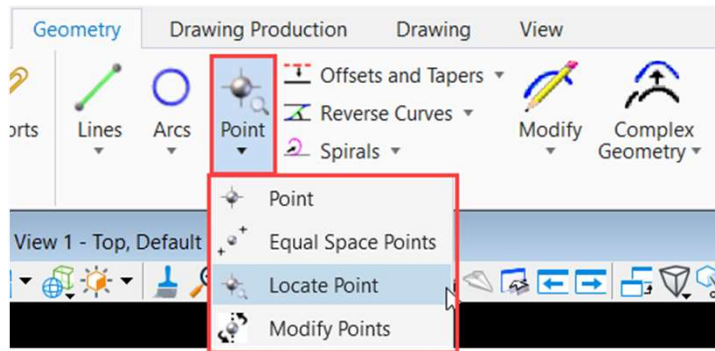 Geometry Drawing Production Drawing View
Offsets and Tapers
Reverse Curves
Spirals
orts Lines Arcs Point Modify Complex Geometry
Point
Equal Space Points
Locate Point
Modify Points
View 1 - Top, Default